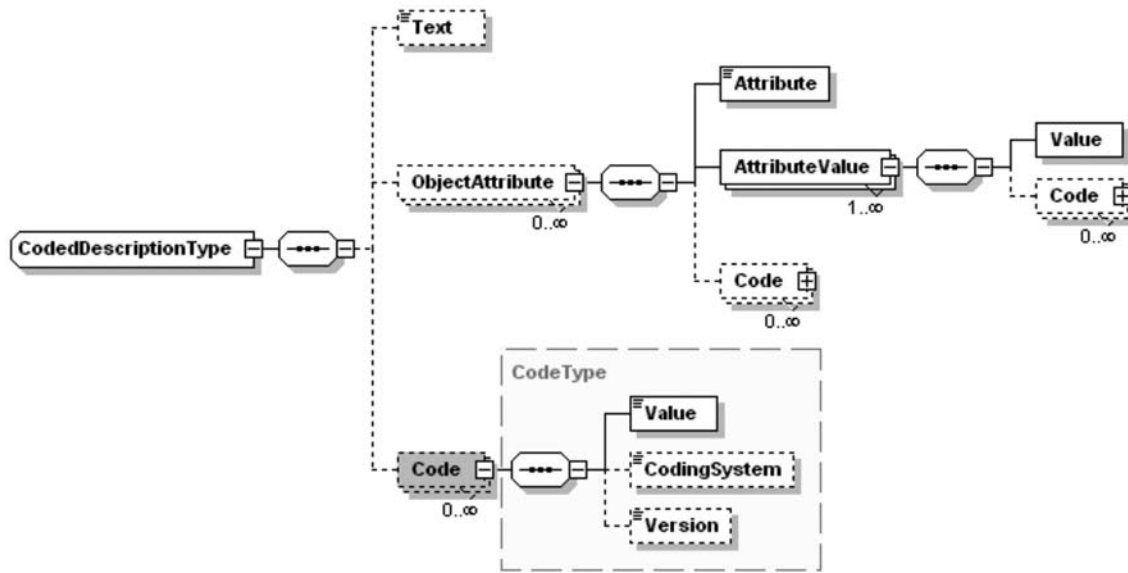 Text
Attribute
Value
ObjectAttribute
AttributeValue
0..∞
1..∞
Code
0..∞
CodedDescriptionType
Code
0..∞
CodeType
Value
Code
CodingSystem
0..∞
Version